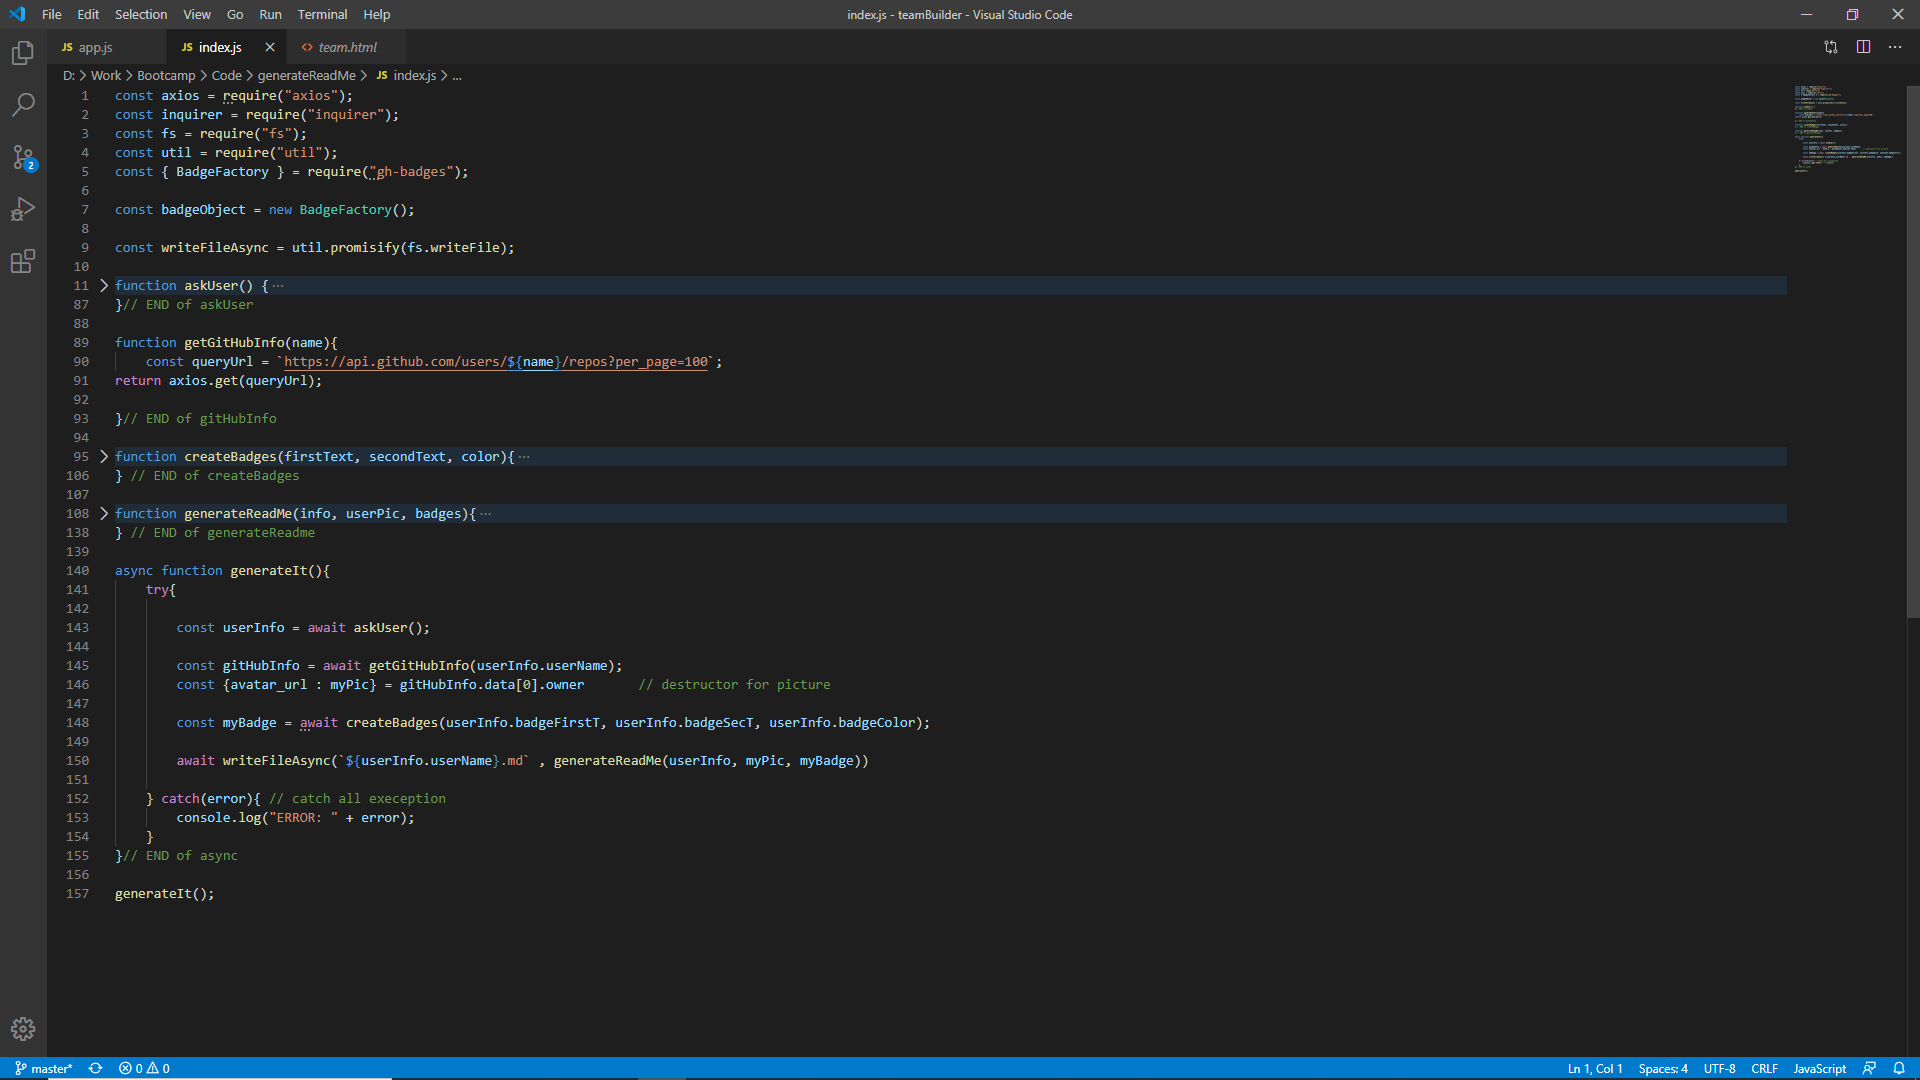 File Edit Selection View Go Run Terminal Help
index.js - teamBuilder - Visual Studio Code
JS app.js
JS index.js
<> team.html
D: > Work > Bootcamp > Code > generateReadMe > JS index.js > ...
1 const axios = require("axios");
2 const inquirer = require("inquirer");
3 const fs = require("fs");
4 const util = require("util");
5 const { BadgeFactory } = require("gh-badges");
6
7 const badgeObject = new BadgeFactory();
8
9 const writeFileAsync = util.promisify(fs.writeFile);
10
11 function askUser() { ...
87 }// END of askUser
88
89 function getGitHubInfo(name){
90 const queryUrl = `https://api.github.com/users/${name}/repos?per_page=100`;
91 return axios.get(queryUrl);
92
93 }// END of gitHubInfo
94
95 function createBadges(firstText, secondText, color){ ...
106 } // END of createBadges
107
108 function generateReadMe(info, userPic, badges){ ...
138 } // END of generateReadme
139
140 async function generateIt(){
141 try{
142
143 const userInfo = await askUser();
144
145 const gitHubInfo = await getGitHubInfo(userInfo.userName);
146 const {avatar_url : myPic} = gitHubInfo.data[0].owner // destructor for picture
147
148 const myBadge = await createBadges(userInfo.badgeFirstT, userInfo.badgeSecT, userInfo.badgeColor);
149
150 await writeFileAsync(`${userInfo.userName}.md` , generateReadMe(userInfo, myPic, myBadge))
151
152 } catch(error){ // catch all exeception
153 console.log("ERROR: " + error);
154 }
155 }// END of async
156
157 generateIt();
2
master* 0 0
Ln 1, Col 1 Spaces: 4 UTF-8 CRLF JavaScript